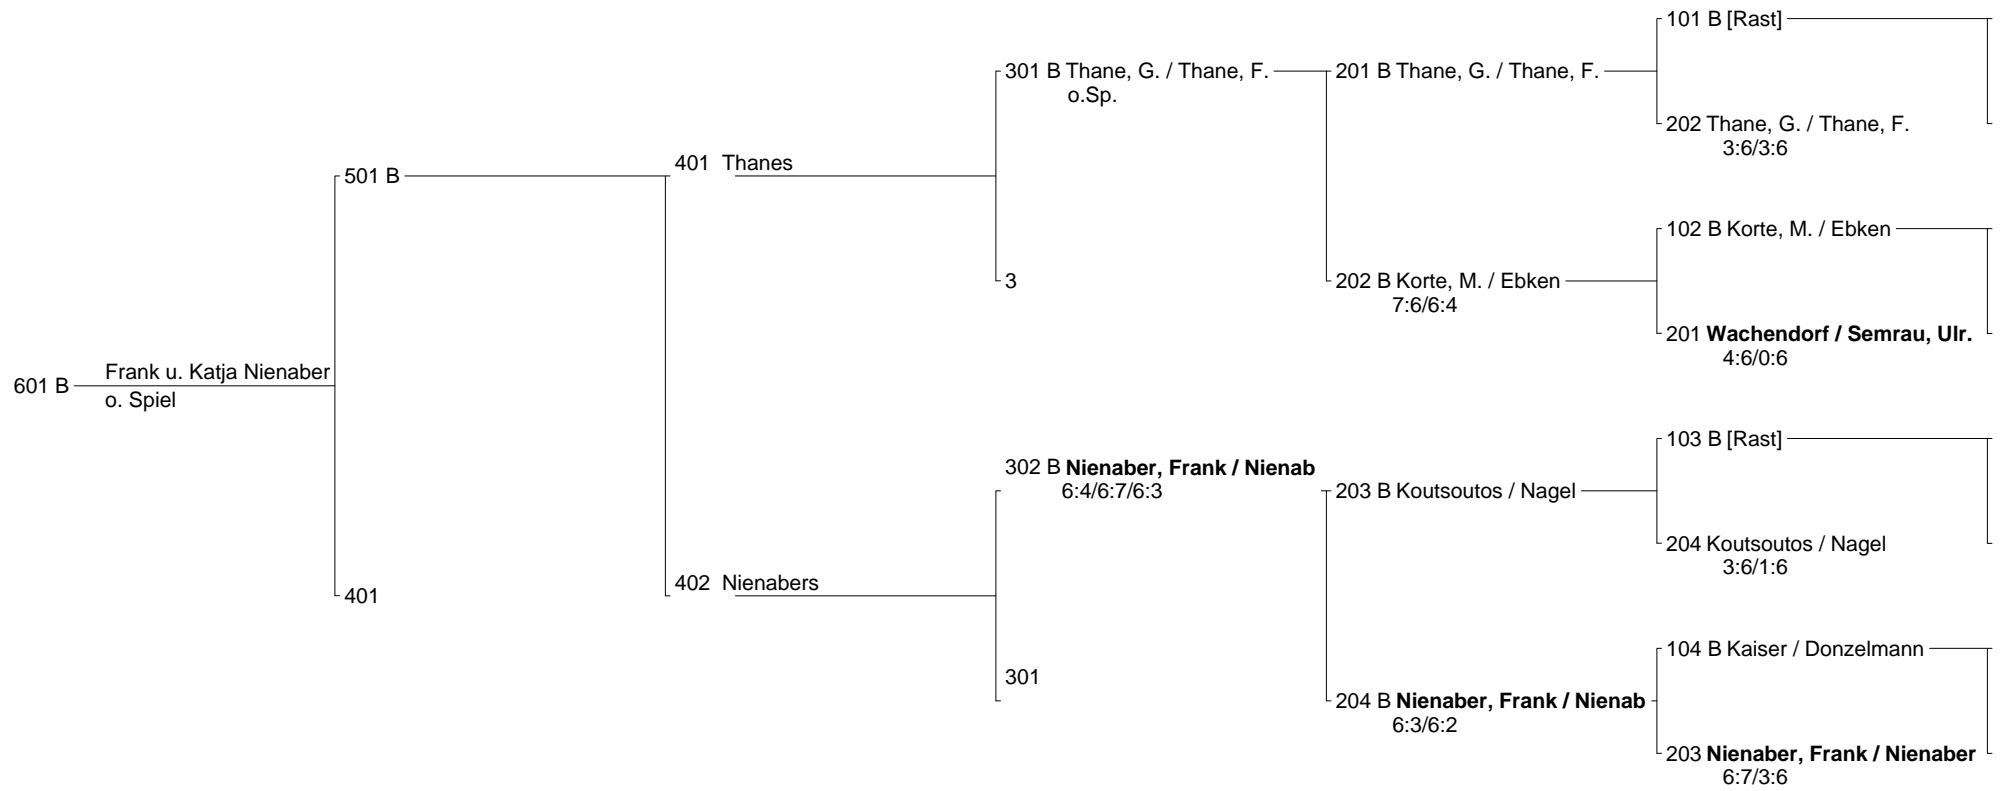 601 B
Frank u. Katja Nienaber
o. Spiel
501 B
401
401 Thanes
402 Nienabers
301 B Thane, G. / Thane, F.
o.Sp.
3
302 B Nienaber, Frank / Nienab
6:4/6:7/6:3
301
201 B Thane, G. / Thane, F.
202 B Korte, M. / Ebken
7:6/6:4
203 B Koutsoutos / Nagel
204 B Nienaber, Frank / Nienab
6:3/6:2
101 B [Rast]
202 Thane, G. / Thane, F.
3:6/3:6
102 B Korte, M. / Ebken
201 Wachendorf / Semrau, Ulr.
4:6/0:6
103 B [Rast]
204 Koutsoutos / Nagel
3:6/1:6
104 B Kaiser / Donzelmann
203 Nienaber, Frank / Nienaber
6:7/3:6